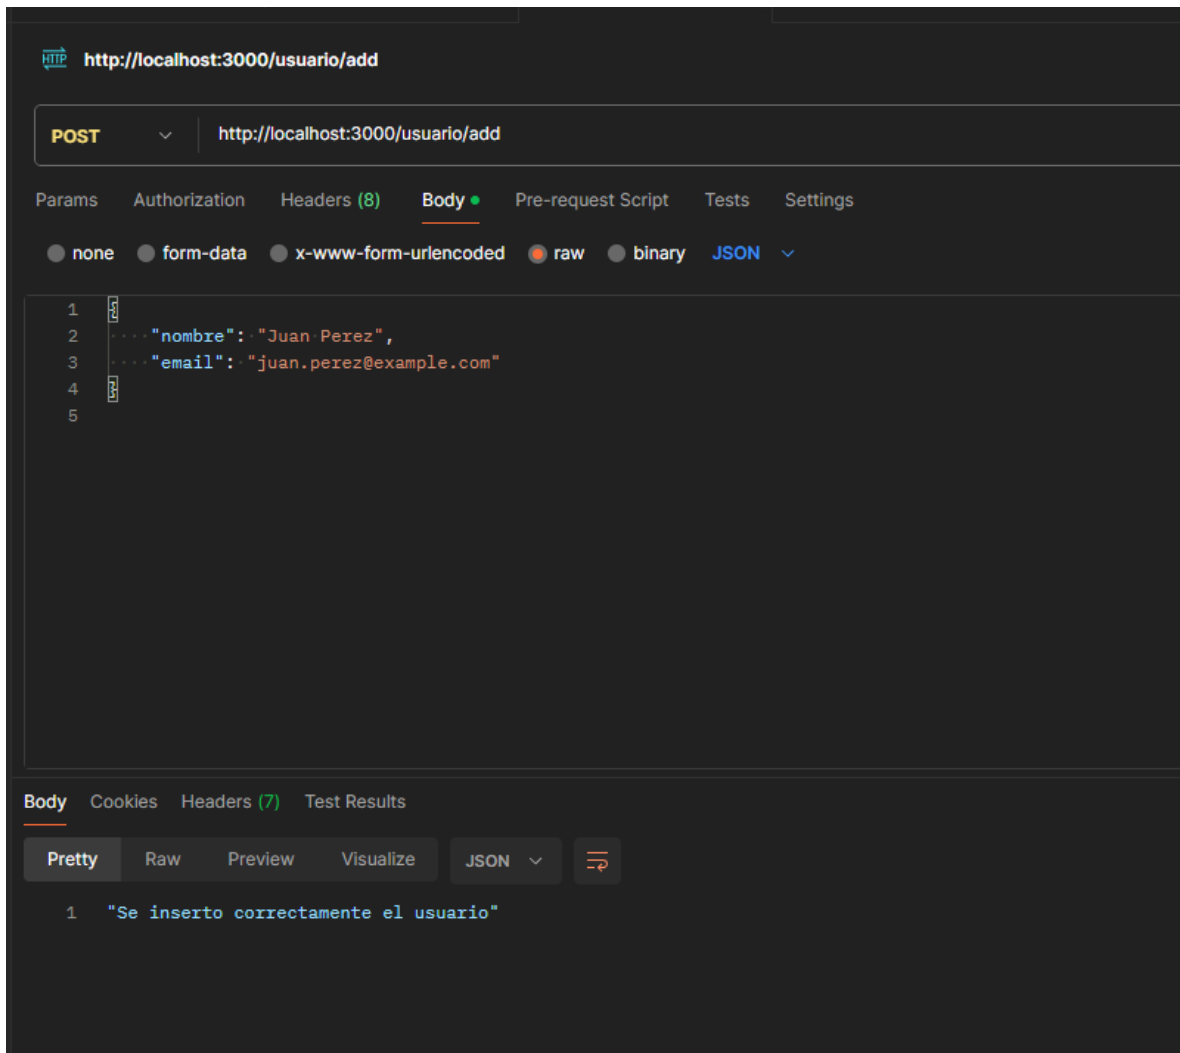 HTTP http://localhost:3000/usuario/add
POST http://localhost:3000/usuario/add
Params Authorization Headers (8) Body Pre-request Script Tests Settings
none form-data x-www-form-urlencoded raw binary JSON
1 {
2 "nombre": "Juan Perez",
3 "email": "juan.perez@example.com"
4 }
5
Body Cookies Headers (7) Test Results
Pretty Raw Preview Visualize JSON
1 "Se inserto correctamente el usuario"